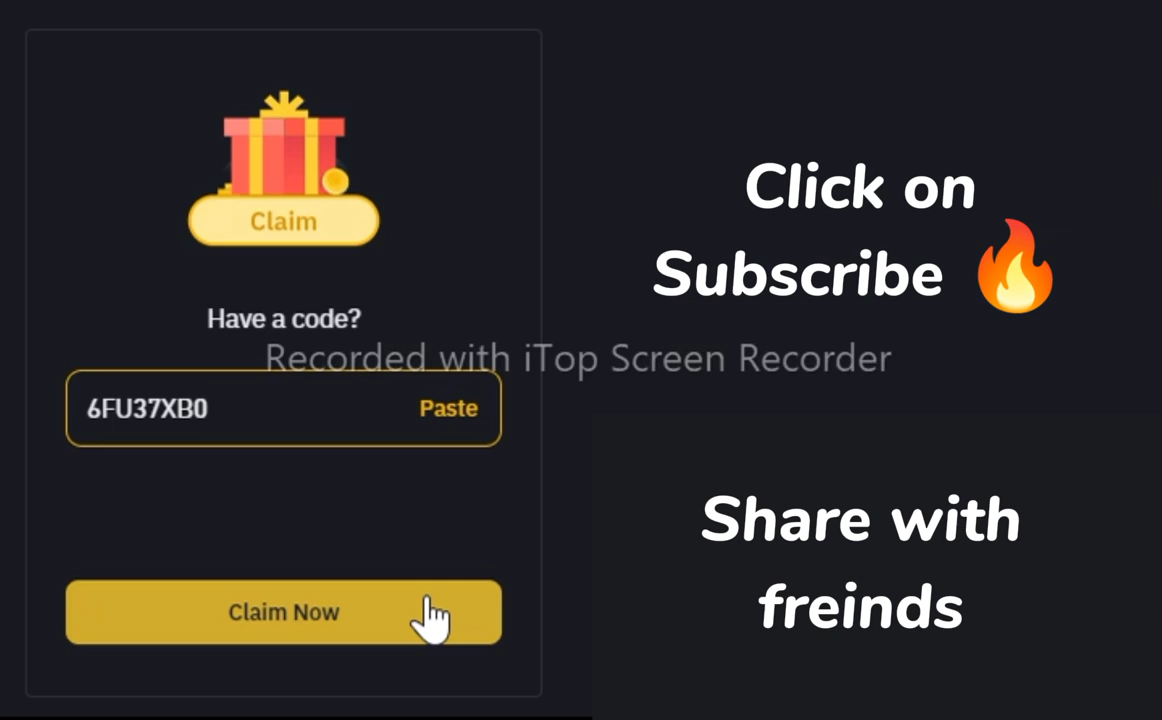 Claim
Have a code?
6FU37XB0 Paste
Claim Now
Click on
Subscribe 🔥
Share with
freinds
Recorded with iTop Screen Recorder